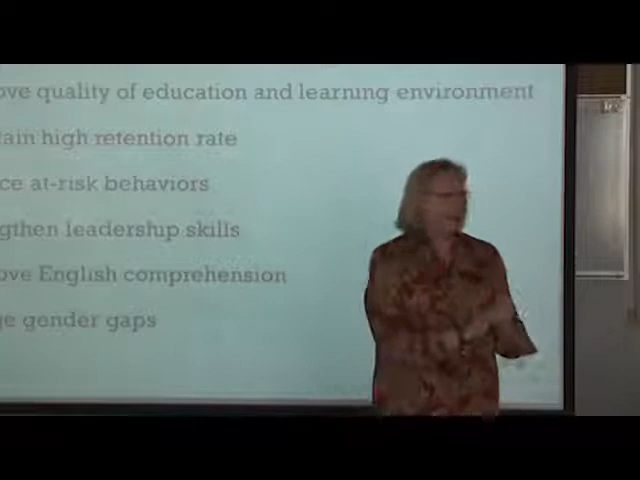 ove quality of education and learning environment
ain high retention rate
ce at-risk behaviors
gthen leadership skills
ove English comprehension
e gender gaps